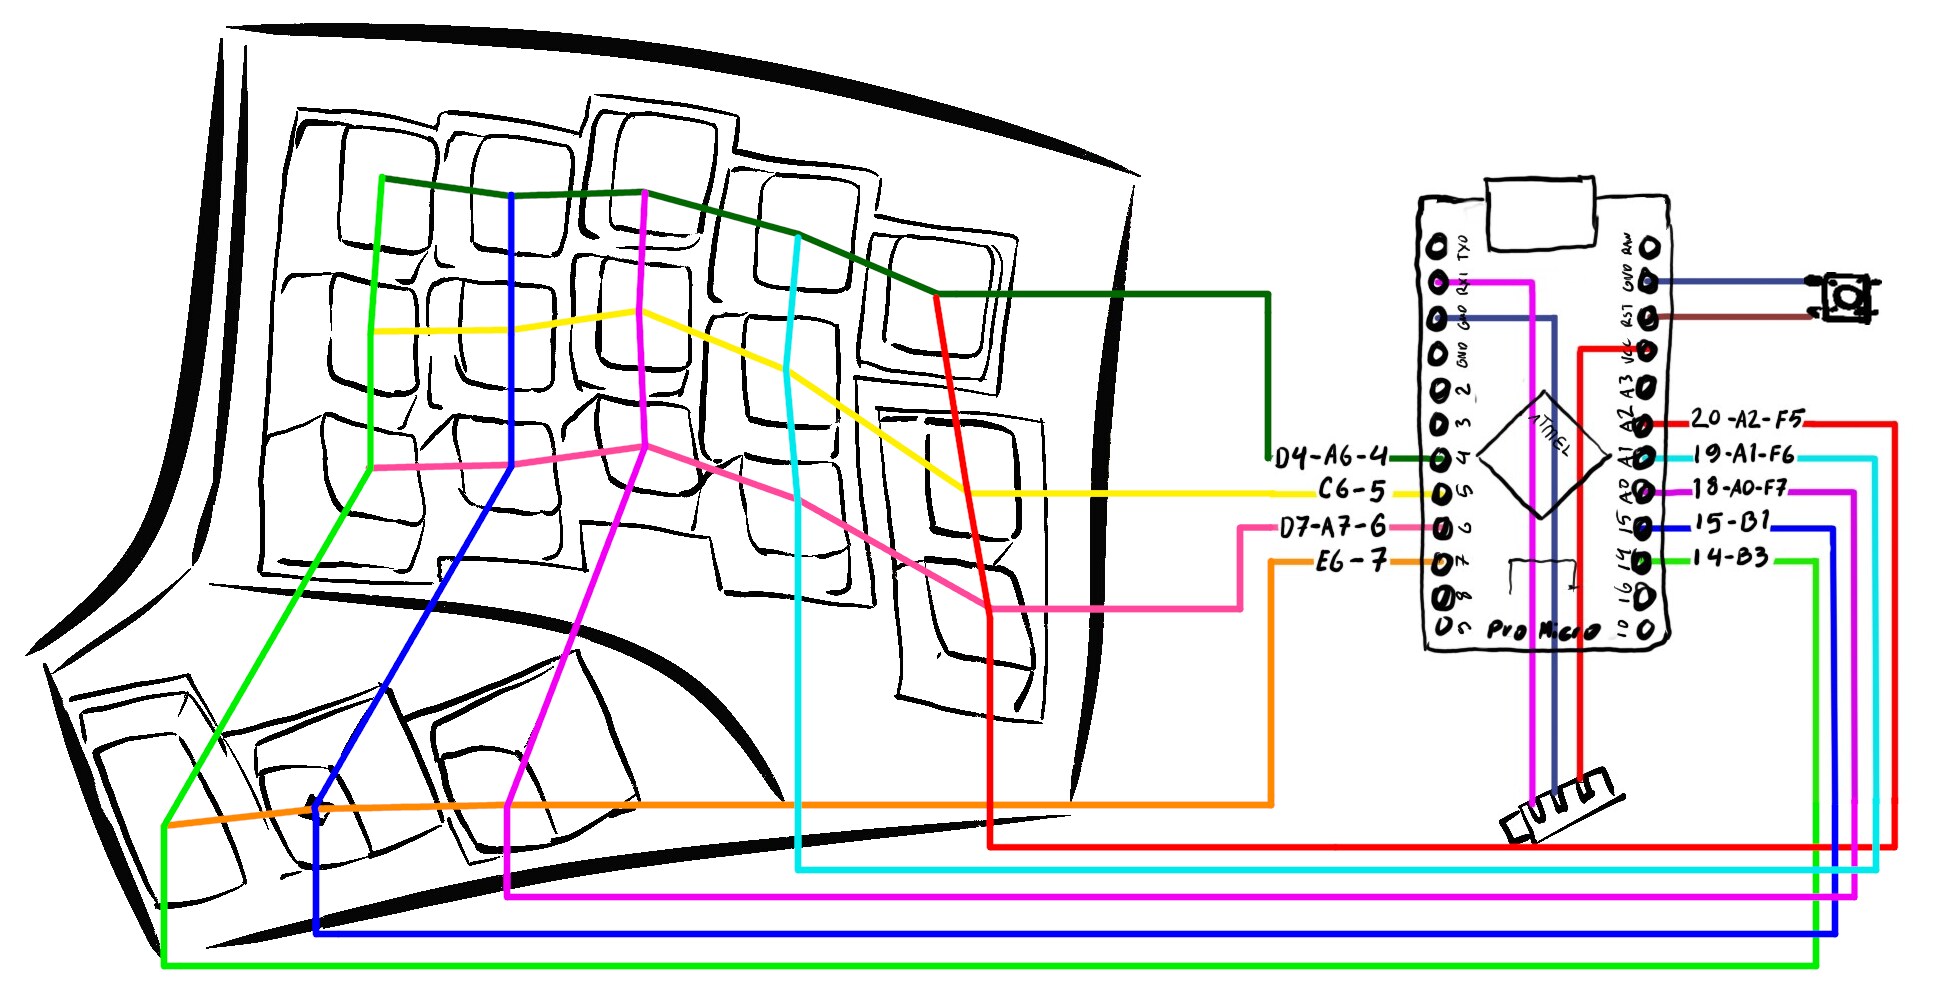 TXO
RX1
GND
GND
2
3
4
5
6
7
8
9
RAW
GND
RST
VCC
A3
A2
A1
A0
15
14
16
10
ATMEL
Pro Micro
D4-A6-4
C6-5
D7-A7-6
E6-7
20-A2-F5
19-A1-F6
18-A0-F7
15-B1
14-B3